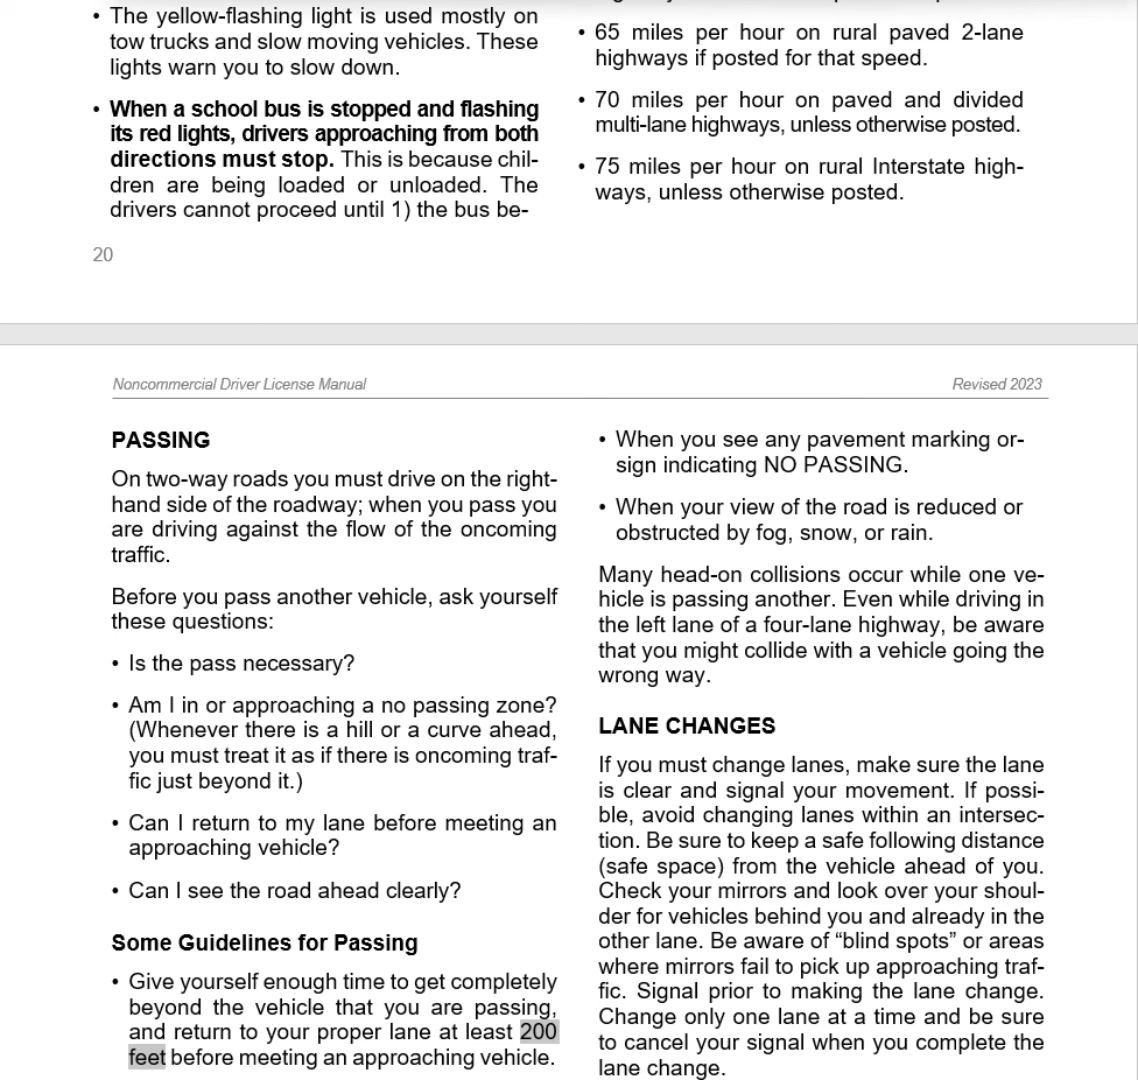 • The yellow-flashing light is used mostly on
tow trucks and slow moving vehicles. These
lights warn you to slow down.
• When a school bus is stopped and flashing
its red lights, drivers approaching from both
directions must stop. This is because chil-
dren are being loaded or unloaded. The
drivers cannot proceed until 1) the bus be-
• 65 miles per hour on rural paved 2-lane
highways if posted for that speed.
• 70 miles per hour on paved and divided
multi-lane highways, unless otherwise posted.
• 75 miles per hour on rural Interstate high-
ways, unless otherwise posted.
20
Noncommercial Driver License Manual
Revised 2023
PASSING
On two-way roads you must drive on the right-
hand side of the roadway; when you pass you
are driving against the flow of the oncoming
traffic.
Before you pass another vehicle, ask yourself
these questions:
• Is the pass necessary?
• Am I in or approaching a no passing zone?
(Whenever there is a hill or a curve ahead,
you must treat it as if there is oncoming traf-
fic just beyond it.)
• Can I return to my lane before meeting an
approaching vehicle?
• Can I see the road ahead clearly?
Some Guidelines for Passing
• Give yourself enough time to get completely
beyond the vehicle that you are passing,
and return to your proper lane at least 200
feet before meeting an approaching vehicle.
• When you see any pavement marking or-
sign indicating NO PASSING.
• When your view of the road is reduced or
obstructed by fog, snow, or rain.
Many head-on collisions occur while one ve-
hicle is passing another. Even while driving in
the left lane of a four-lane highway, be aware
that you might collide with a vehicle going the
wrong way.
LANE CHANGES
If you must change lanes, make sure the lane
is clear and signal your movement. If possi-
ble, avoid changing lanes within an intersec-
tion. Be sure to keep a safe following distance
(safe space) from the vehicle ahead of you.
Check your mirrors and look over your shoul-
der for vehicles behind you and already in the
other lane. Be aware of “blind spots” or areas
where mirrors fail to pick up approaching traf-
fic. Signal prior to making the lane change.
Change only one lane at a time and be sure
to cancel your signal when you complete the
lane change.